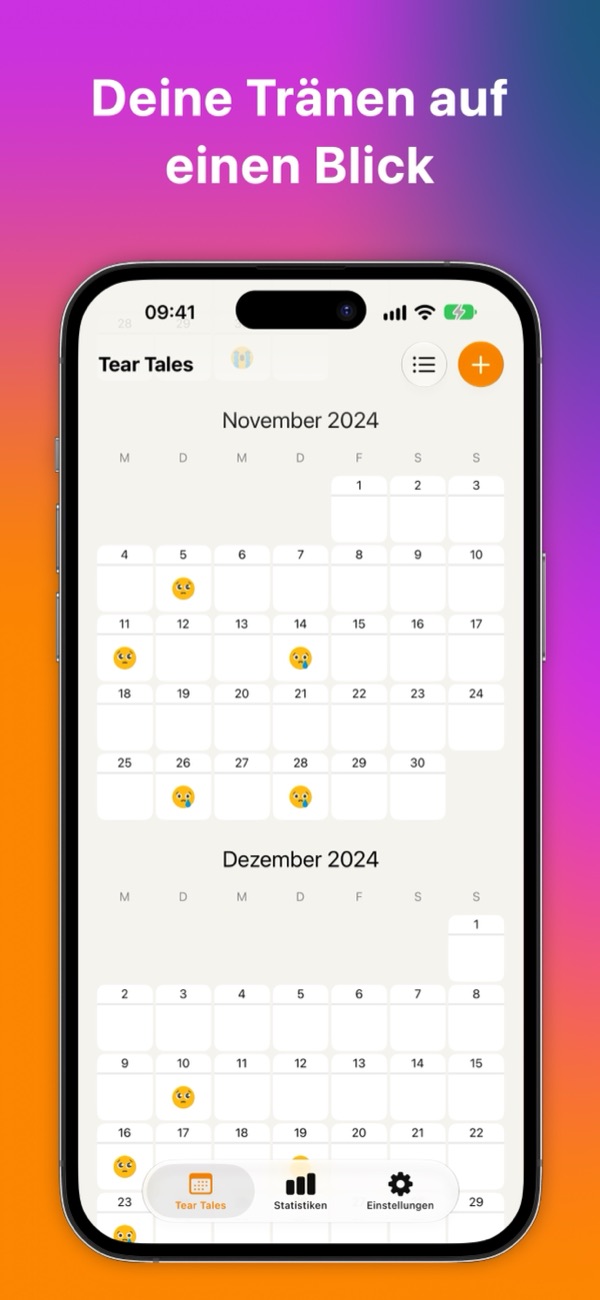 Deine Tränen auf
einen Blick
09:41
28 29
Tear Tales
November 2024
M D M D F S S
1 2 3
4 5 6 7 8 9 10
11 12 13 14 15 16 17
18 19 20 21 22 23 24
25 26 27 28 29 30
Dezember 2024
M D M D F S S
1
2 3 4 5 6 7 8
9 10 11 12 13 14 15
16 17 18 19 20 21 22
23 29
Tear Tales Statistiken Einstellungen